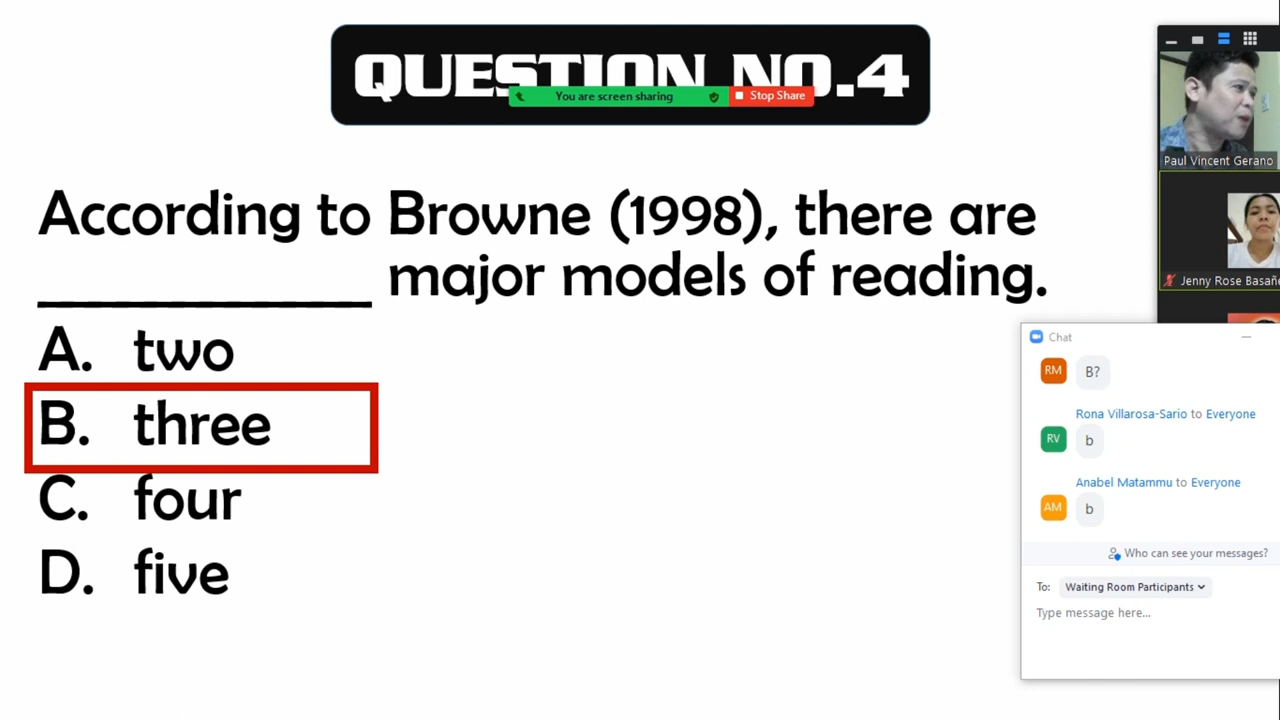 QUESTION NO.4
You are screen sharing
Stop Share
According to Browne (1998), there are
____________ major models of reading.
A. two
B. three
C. four
D. five
Paul Vincent Gerano
Jenny Rose Basañe
Chat
RM
B?
Rona Villarosa-Sario to Everyone
RV
b
Anabel Matammu to Everyone
AM
b
Who can see your messages?
To: Waiting Room Participants
Type message here...